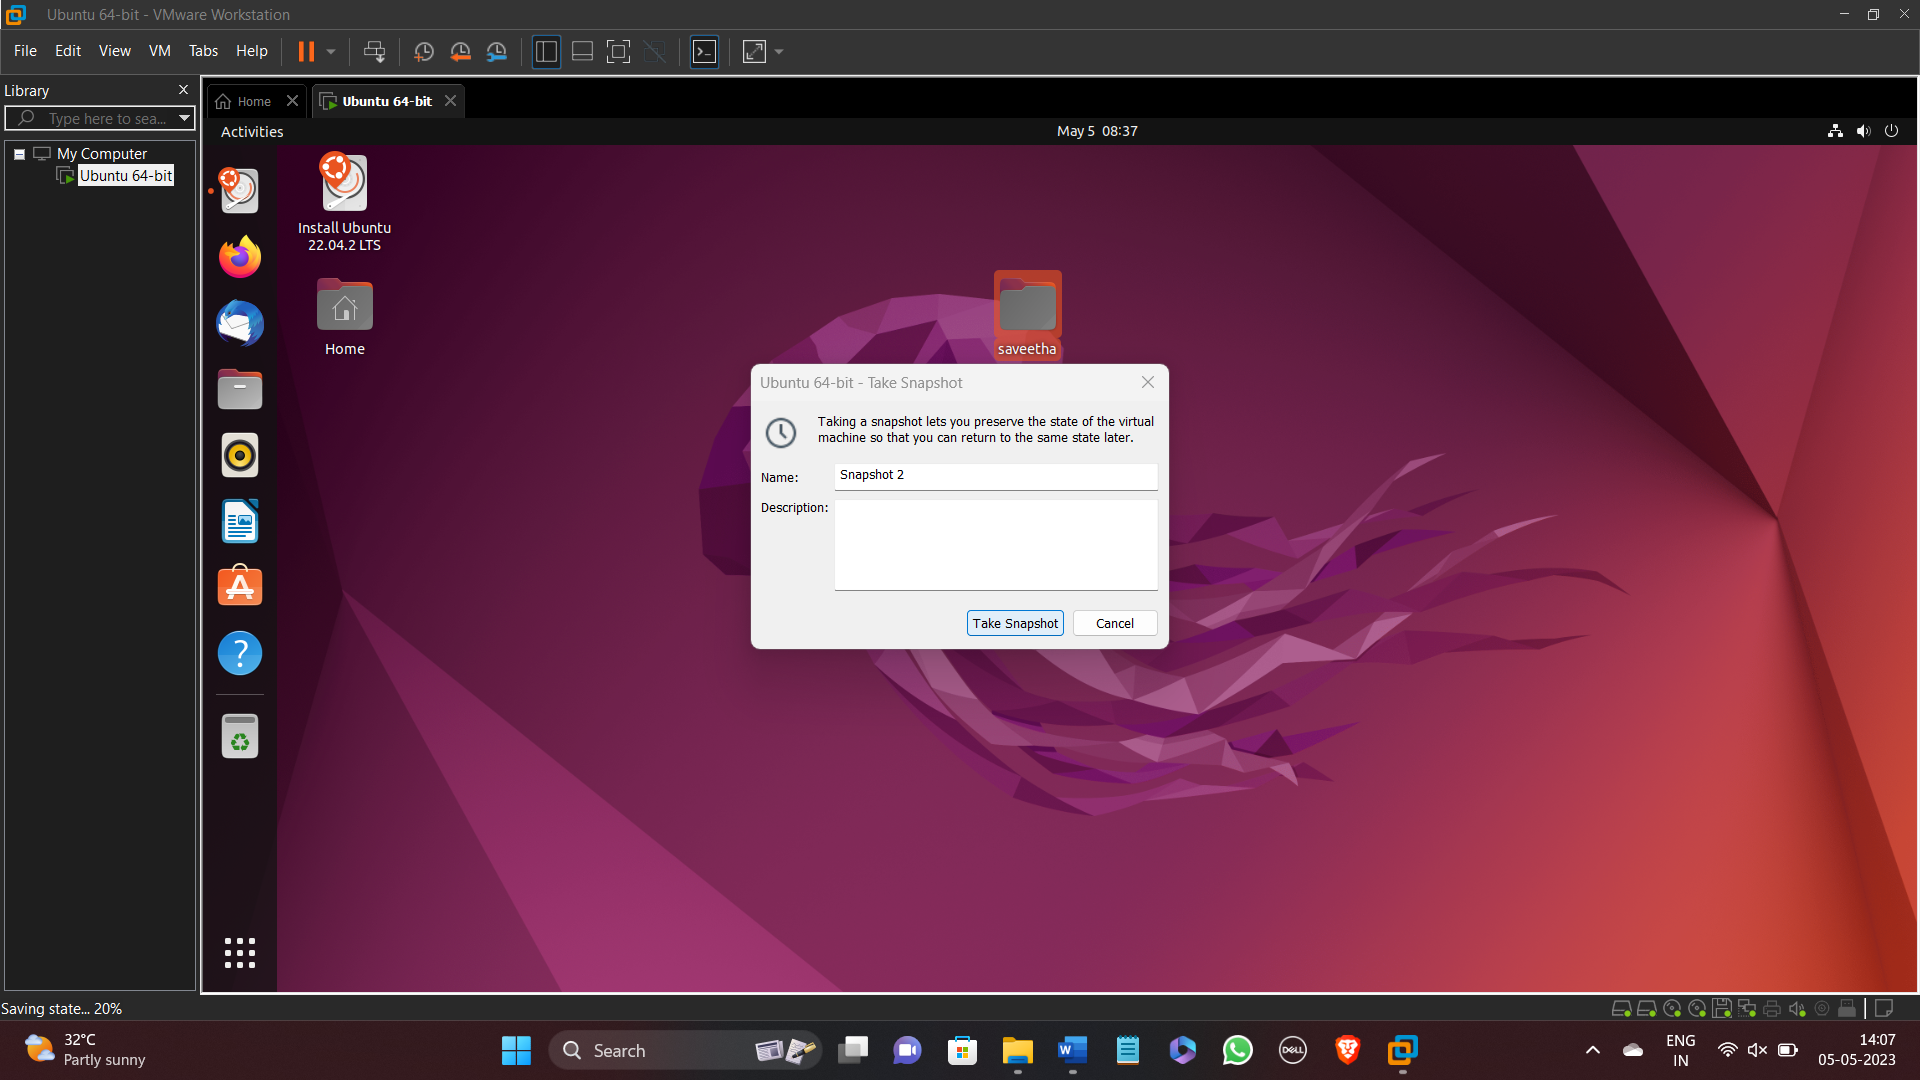 Ubuntu 64-bit - VMware Workstation
File Edit View VM Tabs Help
Library
Type here to sea...
My Computer
Ubuntu 64-bit
Home
Ubuntu 64-bit
Activities
May 5 08:37
Install Ubuntu
22.04.2 LTS
Home
saveetha
Ubuntu 64-bit - Take Snapshot
Taking a snapshot lets you preserve the state of the virtual
machine so that you can return to the same state later.
Name:
Snapshot 2
Description:
Take Snapshot
Cancel
Saving state... 20%
32°C
Partly sunny
Search
W
DELL
ENG
IN
14:07
05-05-2023